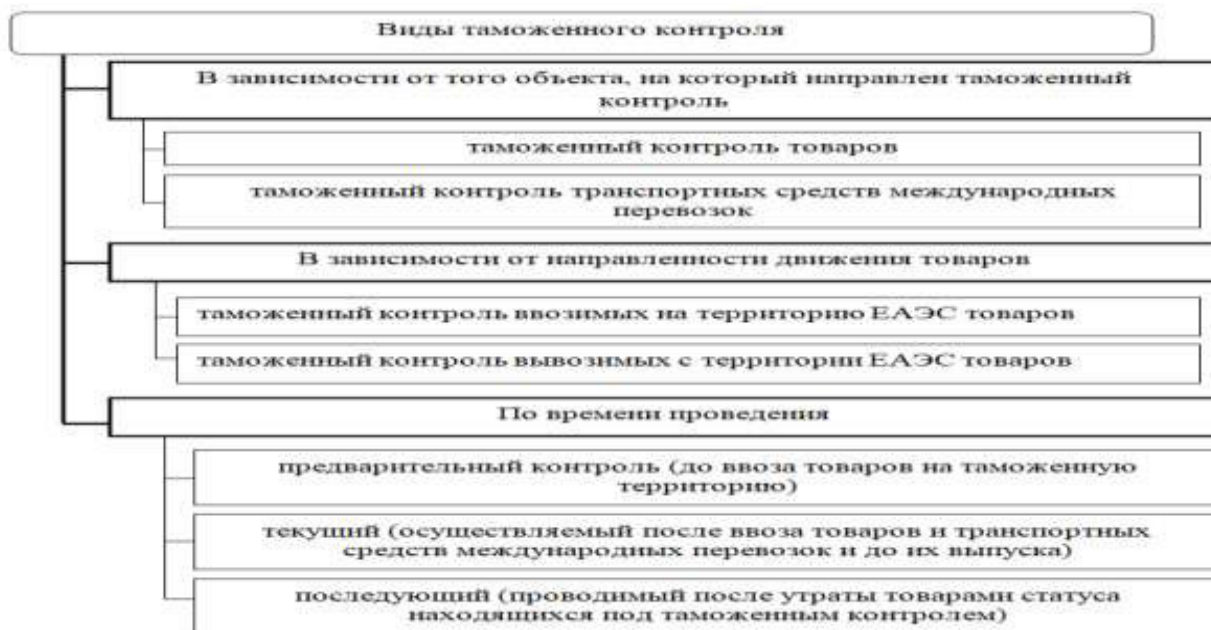 Виды таможенного контроля
В зависимости от того объекта, на который направлен таможенный
контроль
таможенный контроль товаров
таможенный контроль транспортных средств международных
перевозок
В зависимости от направленности движения товаров
таможенный контроль ввозимых на территорию ЕАЭС товаров
таможенный контроль вывозимых с территории ЕАЭС товаров
По времени проведения
предварительный контроль (до ввоза товаров на таможенную
территорию)
текущий (осуществляемый после ввоза товаров и транспортных
средств международных перевозок и до их выпуска)
последующий (проводимый после утраты товарами статуса
находящихся под таможенным контролем)